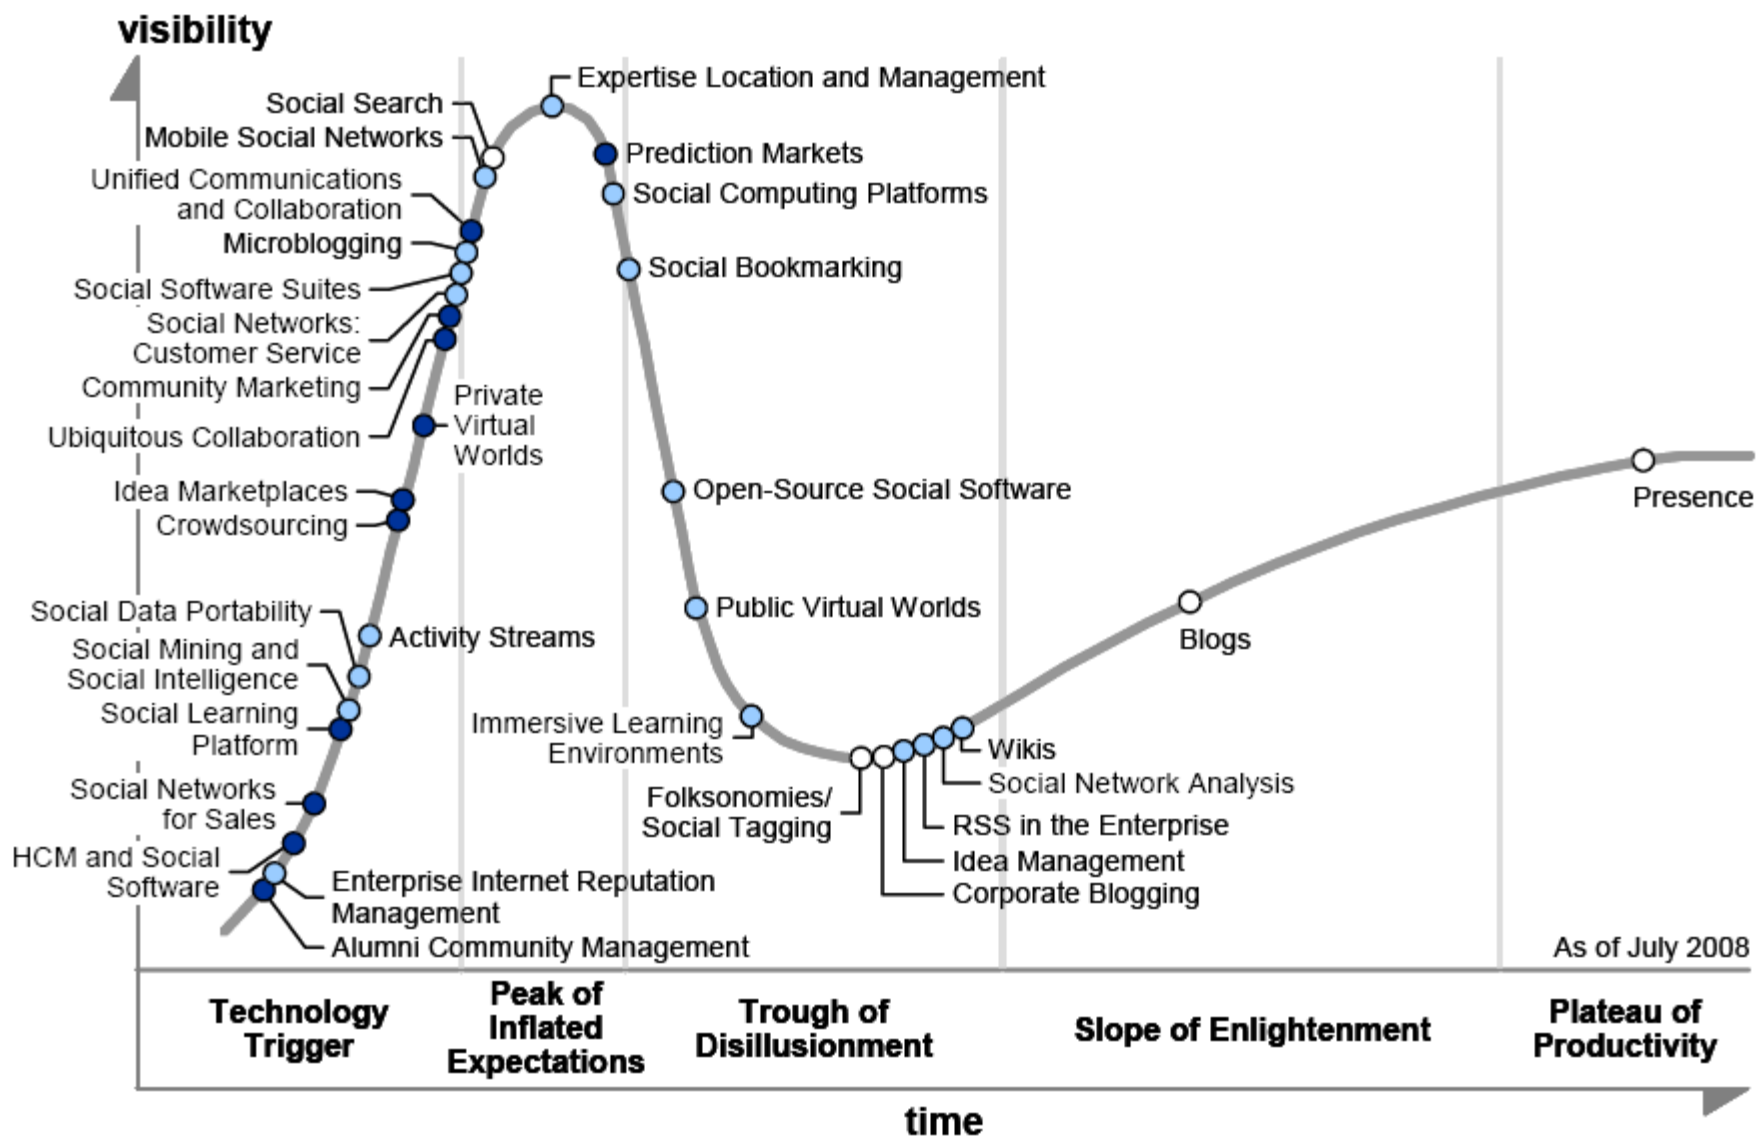 visibility
Expertise Location and Management
Social Search
Mobile Social Networks
Prediction Markets
Unified Communications
and Collaboration
Social Computing Platforms
Microblogging
Social Bookmarking
Social Software Suites
Social Networks:
Customer Service
Community Marketing
Private
Virtual
Worlds
Ubiquitous Collaboration
Idea Marketplaces
Crowdsourcing
Open-Source Social Software
Presence
Social Data Portability
Public Virtual Worlds
Activity Streams
Blogs
Social Mining and
Social Intelligence
Social Learning
Platform
Immersive Learning
Environments
Wikis
Social Network Analysis
Social Networks
for Sales
Folksonomies/
Social Tagging
RSS in the Enterprise
Idea Management
Corporate Blogging
HCM and Social
Software
Enterprise Internet Reputation
Management
Alumni Community Management
As of July 2008
Technology
Trigger
Peak of
Inflated
Expectations
Trough of
Disillusionment
Slope of Enlightenment
Plateau of
Productivity
time